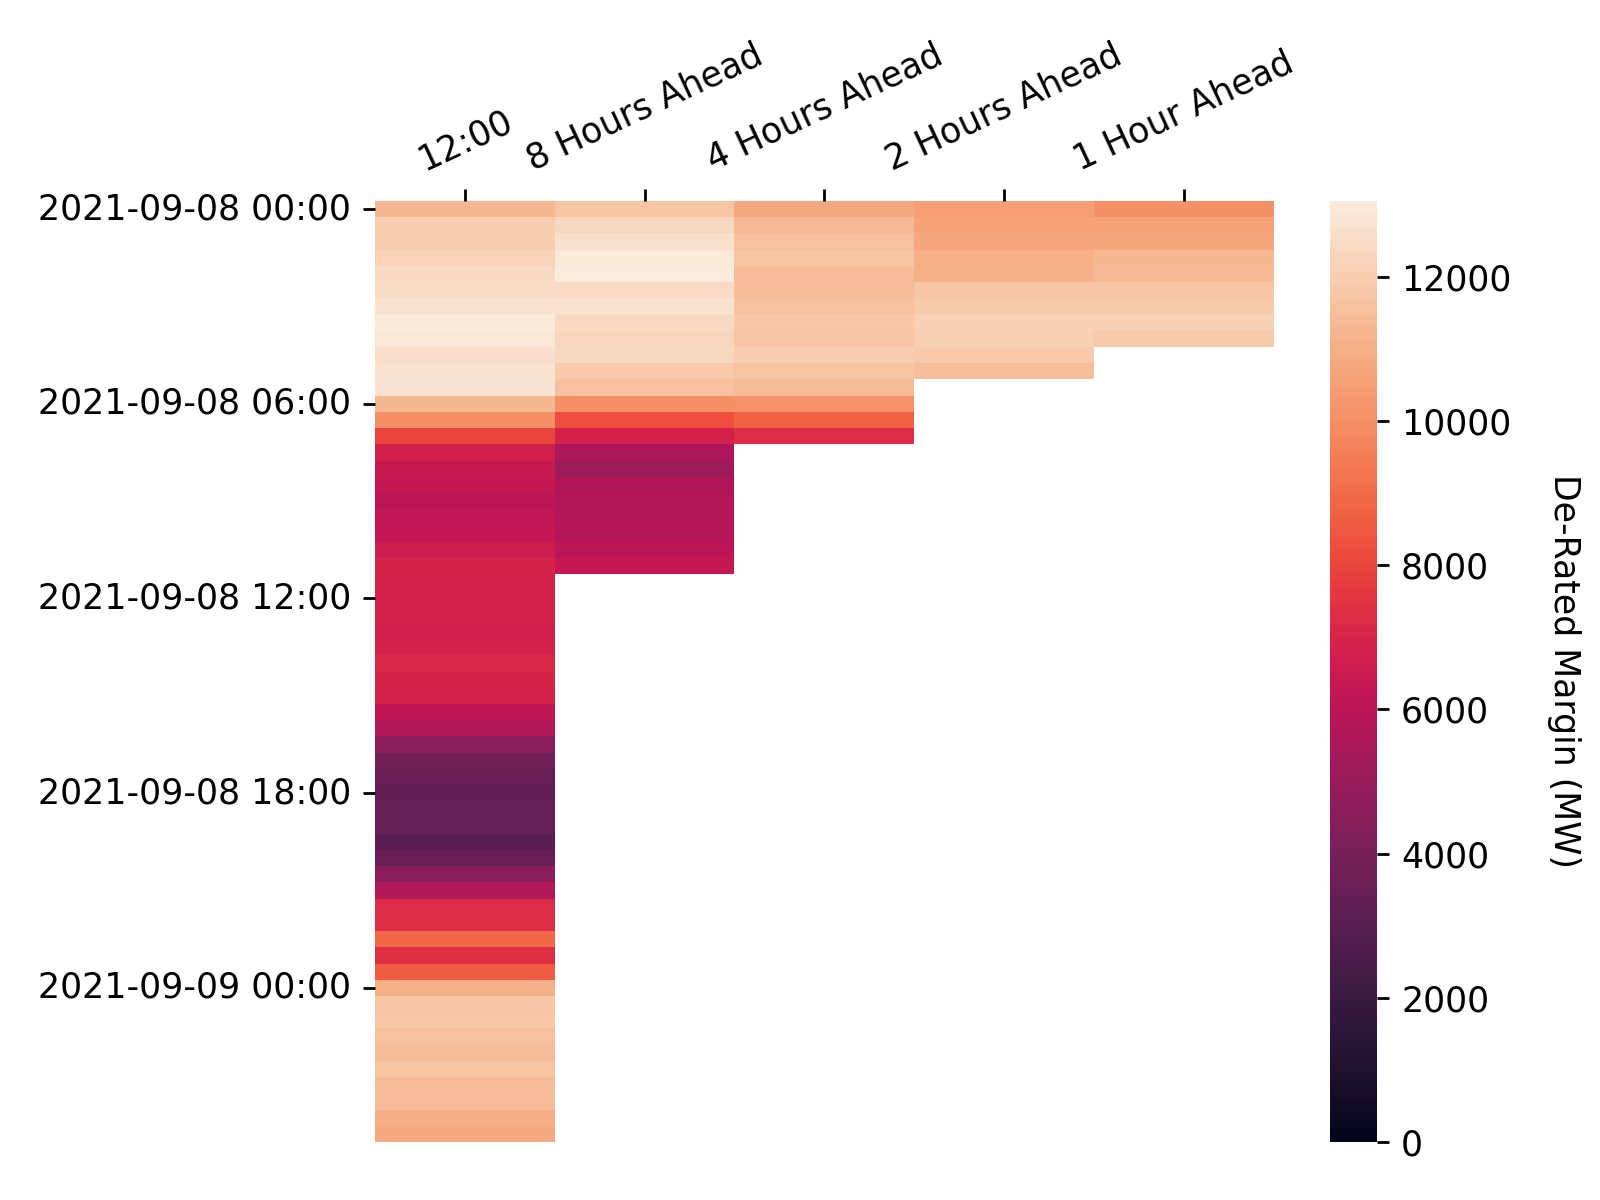 12:00
8 Hours Ahead
4 Hours Ahead
2 Hours Ahead
1 Hour Ahead
2021-09-08 00:00
2021-09-08 06:00
2021-09-08 12:00
2021-09-08 18:00
2021-09-09 00:00
12000
10000
8000
6000
4000
2000
0
De-Rated Margin (MW)